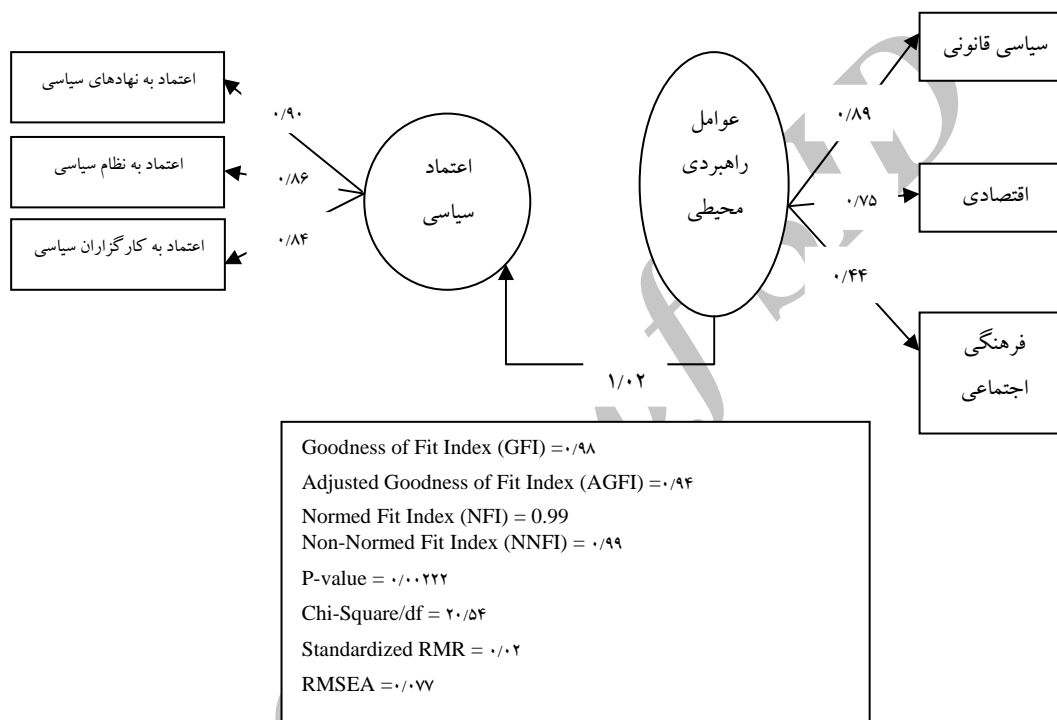 سیاسی قانونی
اعتماد به نهادهای سیاسی
۰/۹۰
۰/۸۹
عوامل
راهبردی
محیطی
اعتماد
سیاسی
اعتماد به نظام سیاسی
۰/۸۶
۰/۷۵
اقتصادی
اعتماد به کارگزاران سیاسی
۰/۸۴
۰/۴۴
فرهنگی
اجتماعی
۱/۰۲
Goodness of Fit Index (GFI) =۰/۹۸
Adjusted Goodness of Fit Index (AGFI) =۰/۹۴
Normed Fit Index (NFI) = 0.99
Non-Normed Fit Index (NNFI) = ۰/۹۹
P-value = ۰/۰۰۲۲۲
Chi-Square/df = ۲۰/۵۴
Standardized RMR = ۰/۰۲
RMSEA =۰/۰۷۷